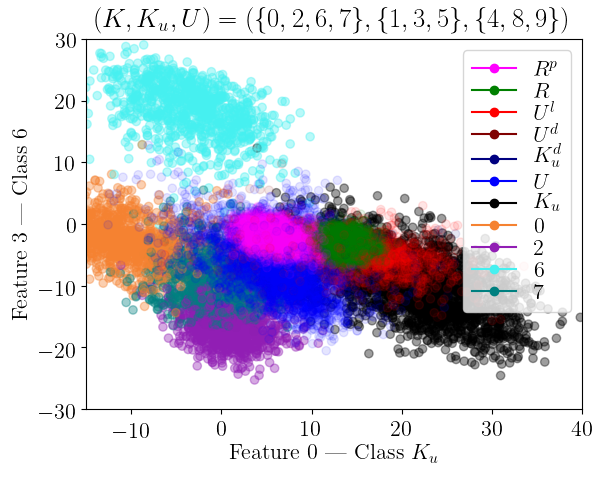 (K, K_u, U) = ({0, 2, 6, 7}, {1, 3, 5}, {4, 8, 9})
30
20
10
0
−10
−20
−30
Feature 3 — Class 6
−10
0
10
20
30
40
Feature 0 — Class K_u
R^p
R
U^l
U^d
K_u^d
U
K_u
0
2
6
7